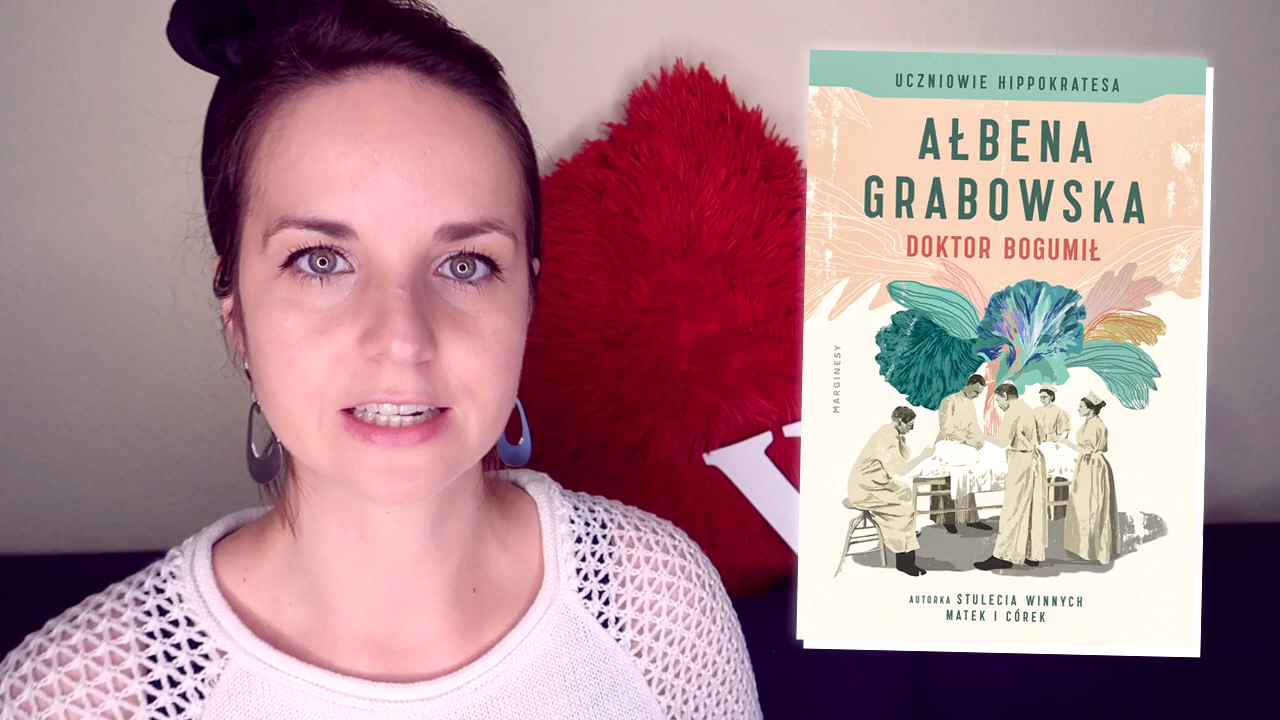 UCZNIOWIE HIPPOKRATESA
AŁBENA
GRABOWSKA
DOKTOR BOGUMIŁ
MARGINESY
AUTORKA STULECIA WINNYCH
MATEK I CÓREK